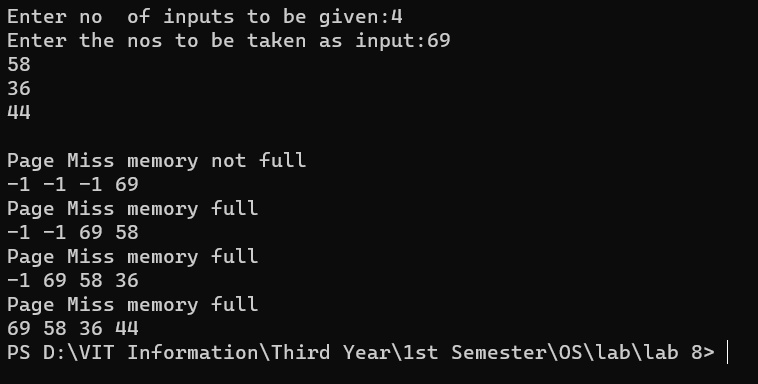 Enter no  of inputs to be given:4
Enter the nos to be taken as input:69
58
36
44
Page Miss memory not full
-1 -1 -1 69
Page Miss memory full
-1 -1 69 58
Page Miss memory full
-1 69 58 36
Page Miss memory full
69 58 36 44
PS D:\VIT Information\Third Year\1st Semester\OS\lab\lab 8>